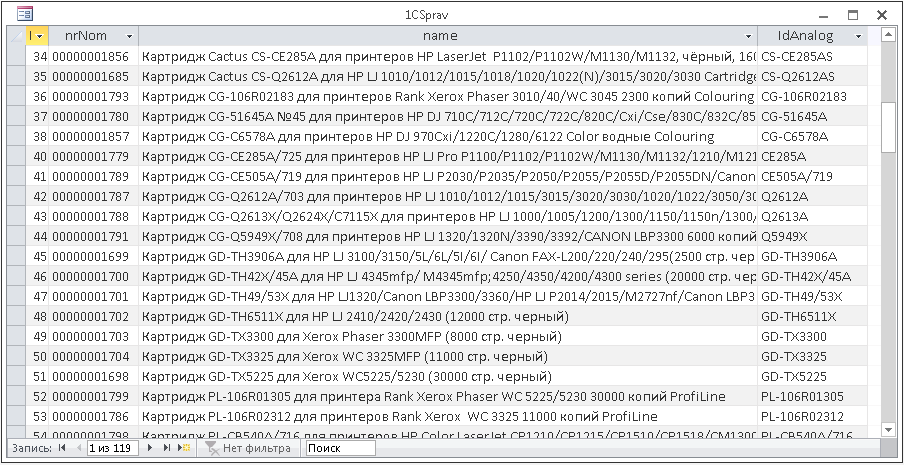 1CSprav
I nrNom name IdAnalog
34 00000001856 Картридж Cactus CS-CE285A для принтеров HP LaserJet P1102/P1102W/M1130/M1132, чёрный, 160 CS-CE285AS
35 00000001685 Картридж Cactus CS-Q2612A для HP LJ 1010/1012/1015/1018/1020/1022(N)/3015/3020/3030 Cartridge CS-Q2612AS
36 00000001793 Картридж CG-106R02183 для принтеров Rank Xerox Phaser 3010/40/WC 3045 2300 копий Colouring CG-106R02183
37 00000001780 Картридж CG-51645A №45 для принтеров HP DJ 710C/712C/720C/722C/820C/Cxi/Cse/830C/832C/85 CG-51645A
38 00000001857 Картридж CG-C6578A для принтеров HP DJ 970Cxi/1220C/1280/6122 Color водные Colouring CG-C6578A
40 00000001779 Картридж CG-CE285A/725 для принтеров HP LJ Pro P1100/P1102/P1102W/M1130/M1132/1210/M121 CE285A
41 00000001789 Картридж CG-CE505A/719 для принтеров HP LJ P2030/P2035/P2050/P2055/P2055D/P2055DN/Canon CE505A/719
42 00000001787 Картридж CG-Q2612A/703 для принтеров HP LJ 1010/1012/1015/3015/3020/3030/1020/1022/3050/30 Q2612A
43 00000001788 Картридж CG-Q2613X/Q2624X/C7115X для принтеров HP LJ 1000/1005/1200/1300/1150/1150n/1300/ Q2613A
44 00000001791 Картридж CG-Q5949X/708 для принтеров HP LJ 1320/1320N/3390/3392/CANON LBP3300 6000 копий Q5949X
45 00000001699 Картридж GD-TH3906A для HP LJ 3100/3150/5L/6L/5I/6I/ Canon FAX-L200/220/240/295(2500 стр. чер GD-TH3906A
46 00000001700 Картридж GD-TH42X/45A для HP LJ 4345mfp/ M4345mfp;4250/4350/4200/4300 series (20000 стр. чер GD-TH42X/45A
47 00000001701 Картридж GD-TH49/53X для HP LJ1320/Canon LBP3300/3360/HP LJ P2014/2015/M2727nf/Canon LBP3 GD-TH49/53X
48 00000001702 Картридж GD-TH6511X для HP LJ 2410/2420/2430 (12000 стр. черный) GD-TH6511X
49 00000001703 Картридж GD-TX3300 для Xerox Phaser 3300MFP (8000 стр. черный) GD-TX3300
50 00000001704 Картридж GD-TX3325 для Xerox WC 3325MFP (11000 стр. черный) GD-TX3325
51 00000001698 Картридж GD-TX5225 для Xerox WC5225/5230 (30000 стр. черный) GD-TX5225
52 00000001799 Картридж PL-106R01305 для принтера Rank Xerox Phaser WC 5225/5230 30000 копий ProfiLine PL-106R01305
53 00000001786 Картридж PL-106R02312 для принтеров Rank Xerox WC 3325 11000 копий ProfiLine PL-106R02312
54 00000001798 Картридж PL-CB540A/716 для принтеров HP Color LaserJet CP1210/CP1215/CP1510/CP1518/CM1300 PL-CB540A/716
Запись: 1 из 119 Нет фильтра Поиск